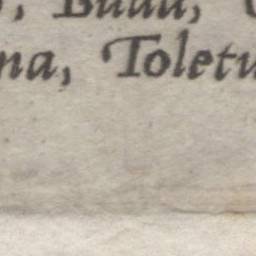 , Buda,
na, Toletu